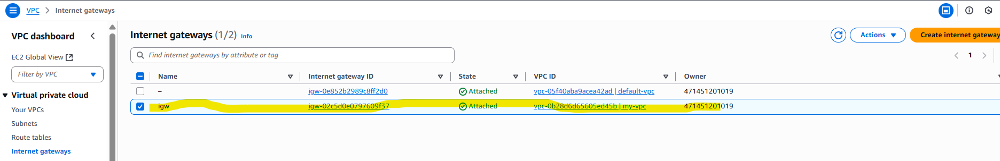 VPC > Internet gateways
VPC dashboard
EC2 Global View
Filter by VPC
Virtual private cloud
Your VPCs
Subnets
Route tables
Internet gateways
Internet gateways (1/2) Info
Actions
Create internet gateway
Find internet gateways by attribute or tag
1
Name Internet gateway ID State VPC ID Owner
– igw-0e852b2989c8ff2d0 Attached vpc-05f40aba9acea42ad | default-vpc 471451201019
igw igw-02c5d0e0797609f37 Attached vpc-0b28d6d65605ed45b | my-vpc 471451201019